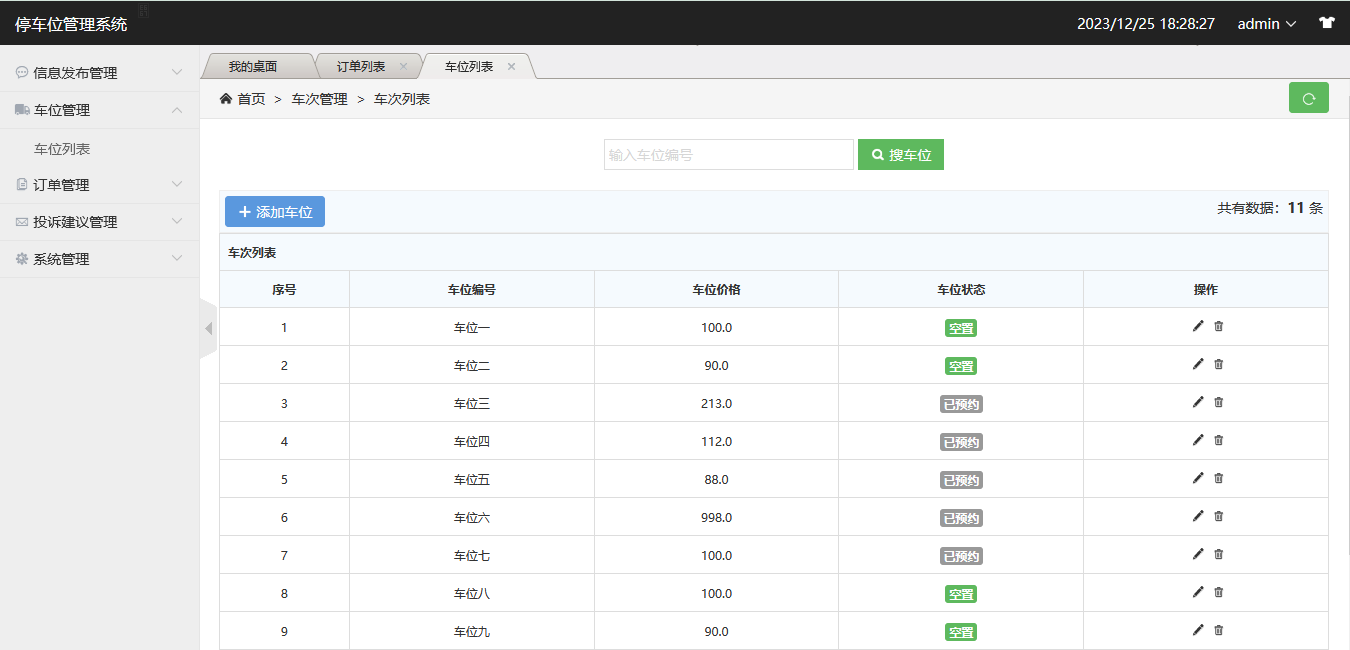 停车位管理系统
2023/12/25 18:28:27 admin
信息发布管理
车位管理
车位列表
订单管理
投诉建议管理
系统管理
我的桌面 订单列表 车位列表
首页 > 车次管理 > 车次列表
输入车位编号 搜车位
添加车位 共有数据：11 条
车次列表
序号 车位编号 车位价格 车位状态 操作
1 车位一 100.0 空置
2 车位二 90.0 空置
3 车位三 213.0 已预约
4 车位四 112.0 已预约
5 车位五 88.0 已预约
6 车位六 998.0 已预约
7 车位七 100.0 已预约
8 车位八 100.0 空置
9 车位九 90.0 空置